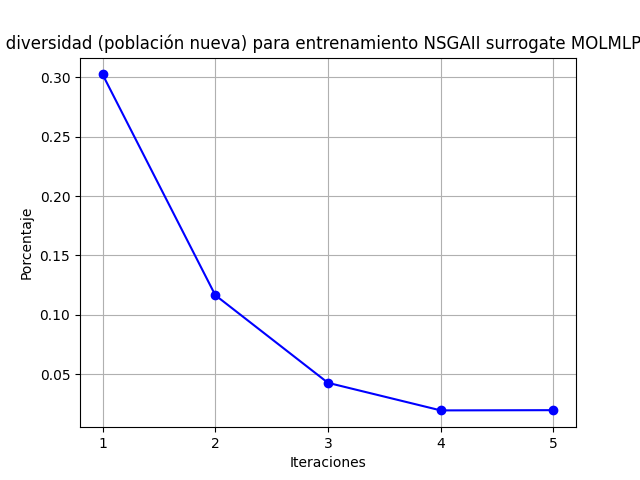 diversidad (población nueva) para entrenamiento NSGAII surrogate MOLMLP
0.30
0.25
0.20
0.15
0.10
0.05
Porcentaje
1 2 3 4 5
Iteraciones